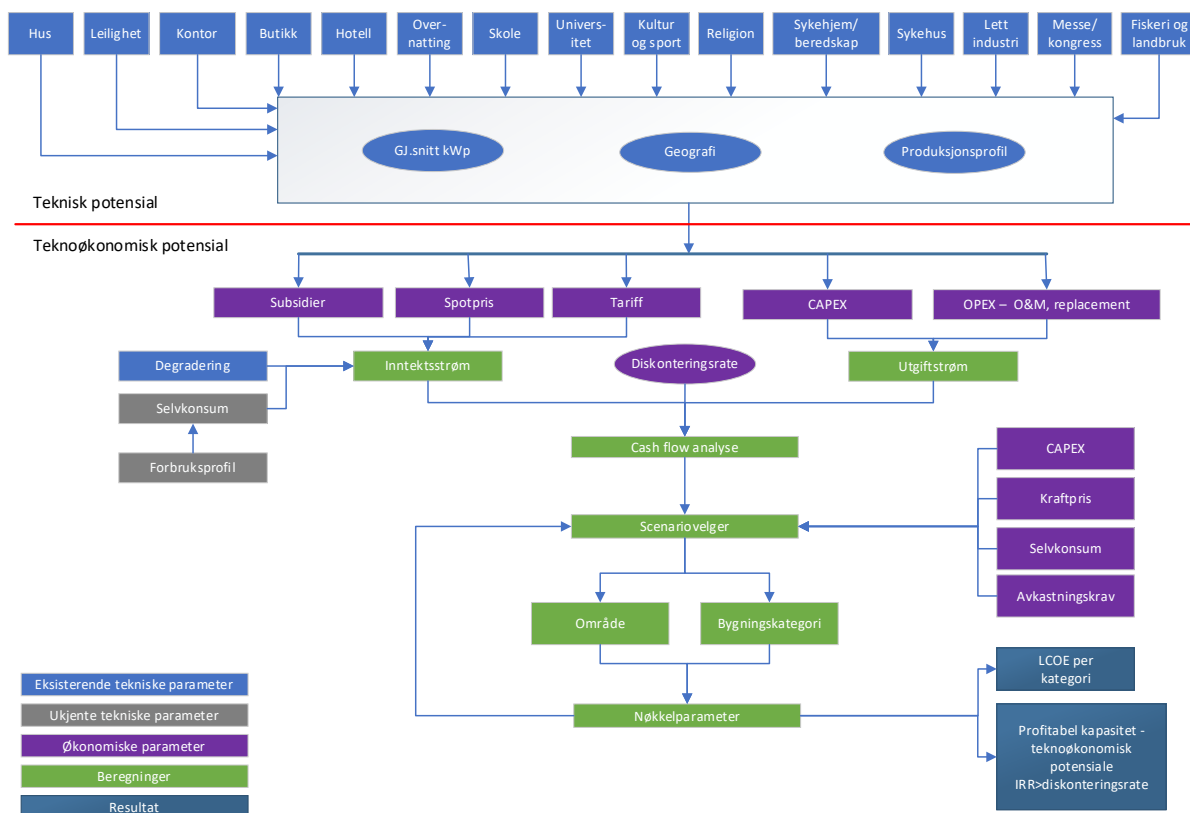 Hus
Leilighet
Kontor
Butikk
Hotell
Over-
natting
Skole
Univers-
itet
Kultur
og sport
Religion
Sykehjem/
beredskap
Sykehus
Lett
industri
Messe/
kongress
Fiskeri og
landbruk
GJ.snitt kWp
Geografi
Produksjonsprofil
Teknisk potensial
Teknoøkonomisk potensial
Subsidier
Spotpris
Tariff
CAPEX
OPEX – O&M, replacement
Degradering
Inntektsstrøm
Diskonteringsrate
Utgiftstrøm
Selvkonsum
Forbruksprofil
Cash flow analyse
CAPEX
Kraftpris
Scenariovelger
Selvkonsum
Avkastningskrav
Område
Bygningskategori
LCOE per
kategori
Nøkkelparameter
Profitabel kapasitet -
teknoøkonomisk
potensiale
IRR>diskonteringsrate
Eksisterende tekniske parameter
Ukjente tekniske parameter
Økonomiske parameter
Beregninger
Resultat